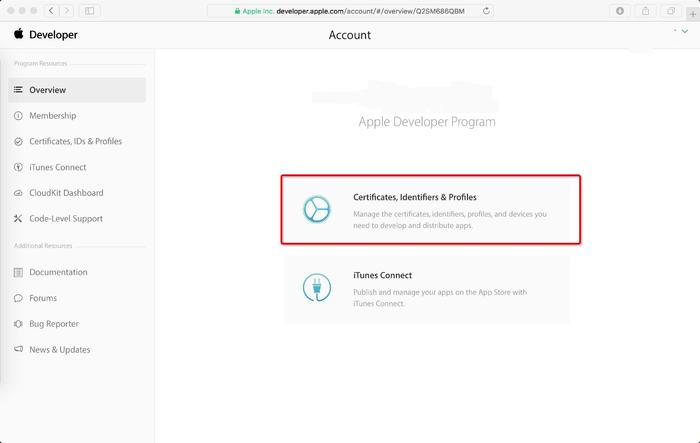 Apple Inc. developer.apple.com/account/#/overview/Q2SM686QBM
Developer
Account
Program Resources
Overview
Membership
Certificates, IDs & Profiles
iTunes Connect
CloudKit Dashboard
Code-Level Support
Additional Resources
Documentation
Forums
Bug Reporter
News & Updates
Apple Developer Program
Certificates, Identifiers & Profiles
Manage the certificates, identifiers, profiles, and devices you
need to develop and distribute apps.
iTunes Connect
Publish and manage your apps on the App Store with
iTunes Connect.